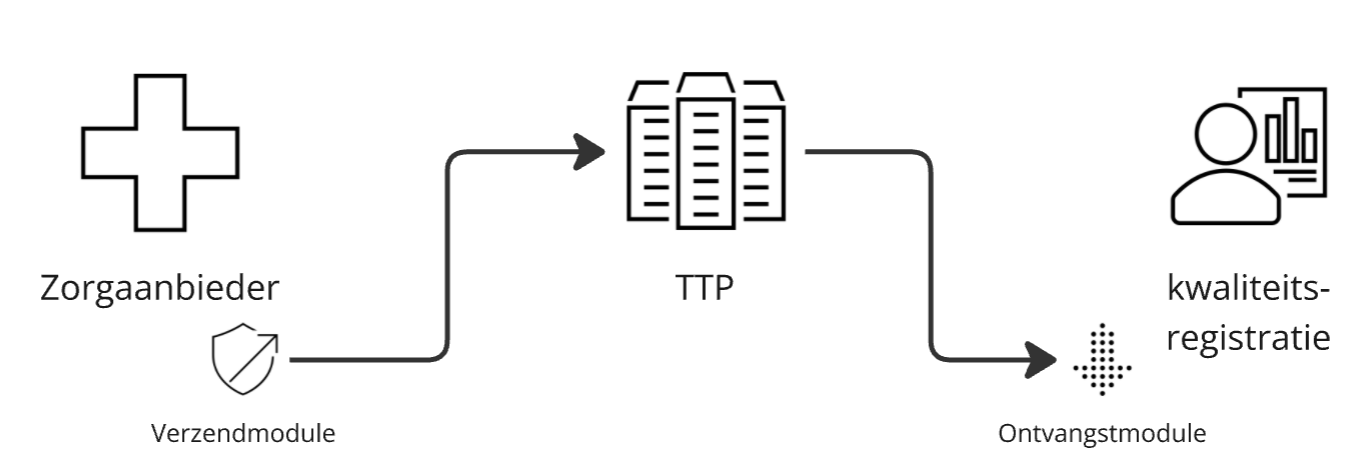 Zorgaanbieder
Verzendmodule
TTP
kwaliteits-
registratie
Ontvangstmodule